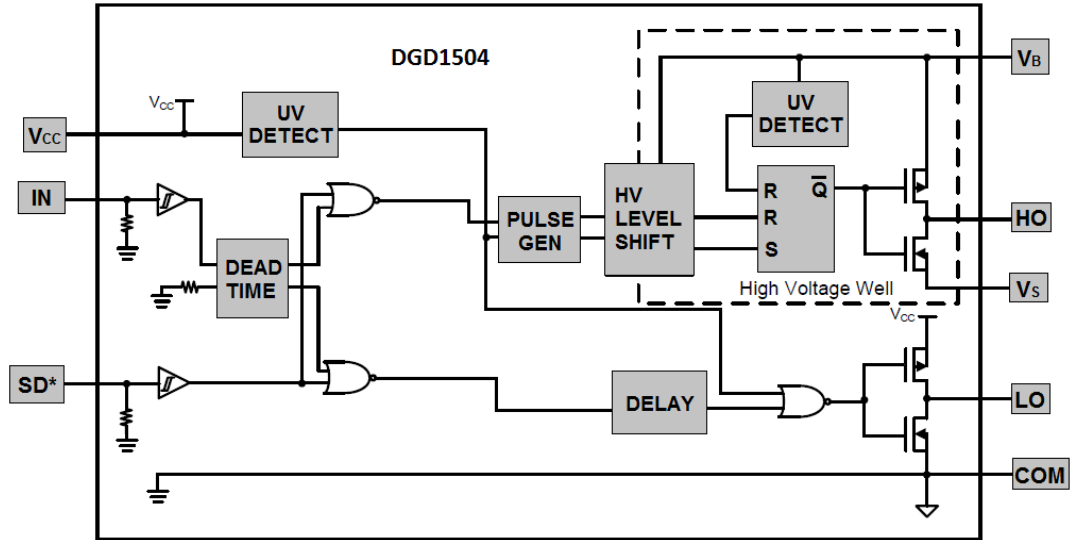 DGD1504
VB
VCC
UV
DETECT
UV
DETECT
VCC
IN
HV
LEVEL
SHIFT
R
Q̅
R
S
PULSE
GEN
HO
DEAD
TIME
High Voltage Well
VS
VCC
SD*
DELAY
LO
COM